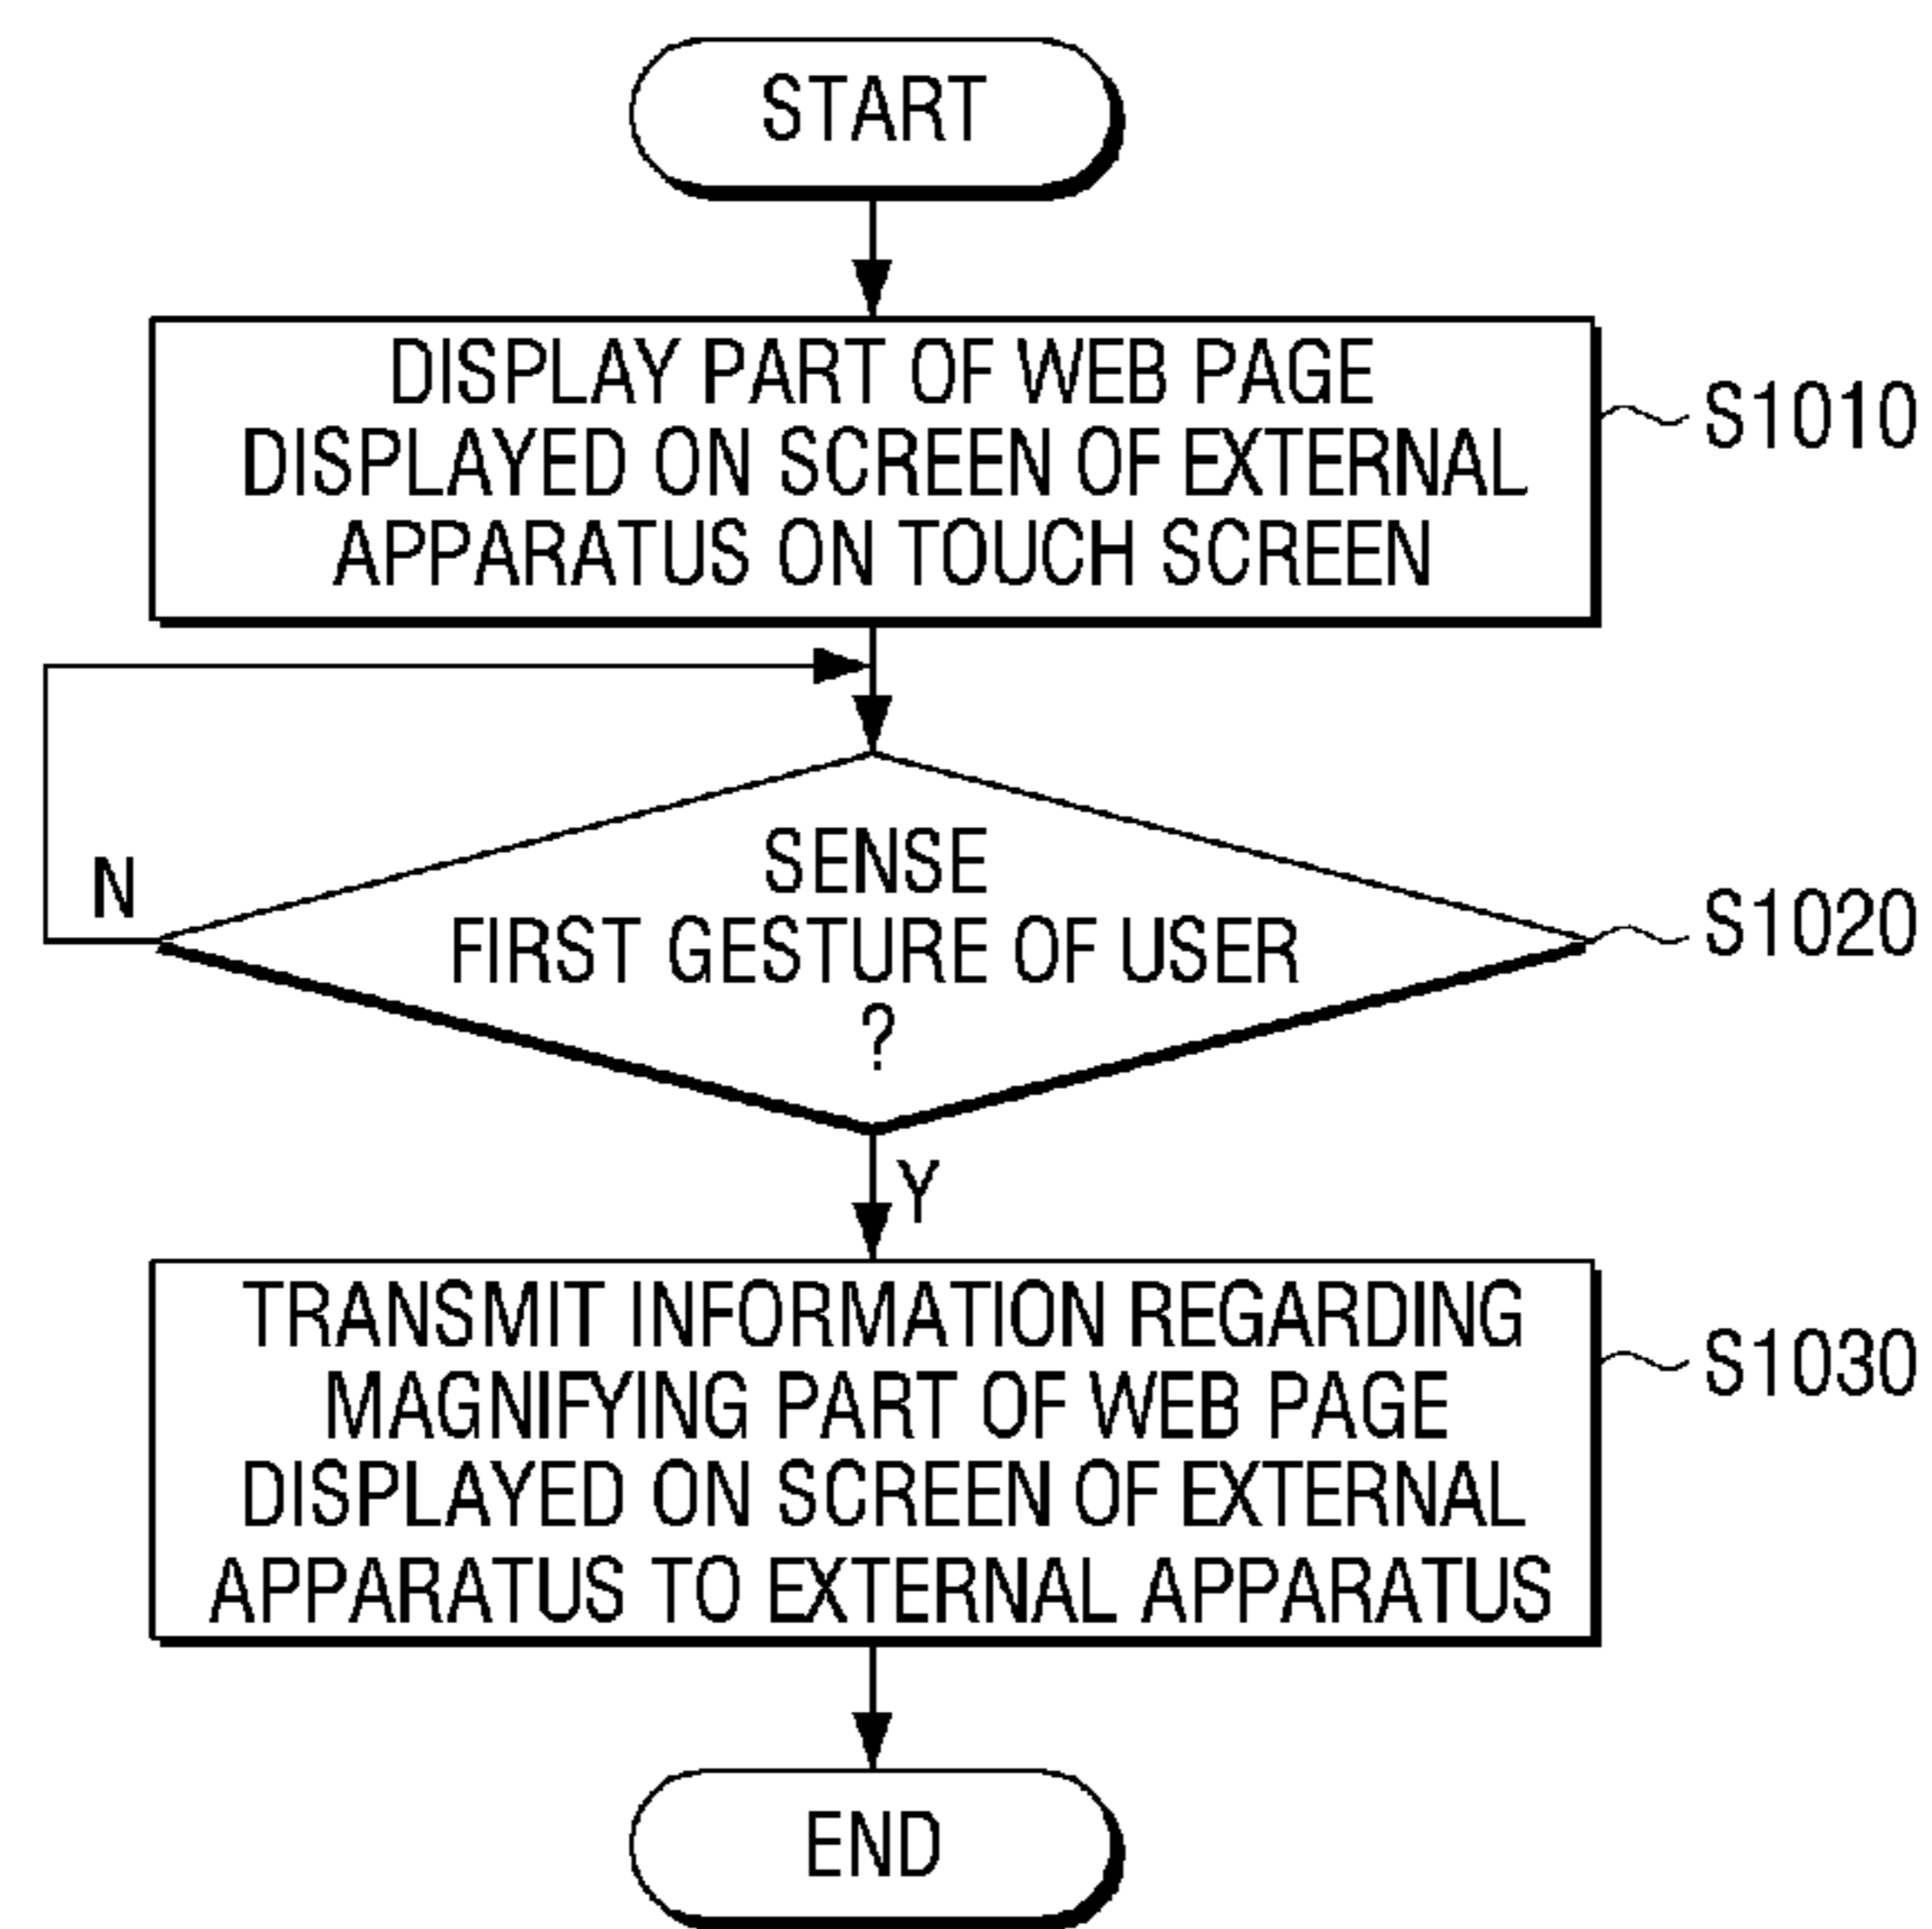 START
DISPLAY PART OF WEB PAGE
DISPLAYED ON SCREEN OF EXTERNAL
APPARATUS ON TOUCH SCREEN
S1010
N
SENSE
FIRST GESTURE OF USER
?
S1020
Y
TRANSMIT INFORMATION REGARDING
MAGNIFYING PART OF WEB PAGE
DISPLAYED ON SCREEN OF EXTERNAL
APPARATUS TO EXTERNAL APPARATUS
S1030
END